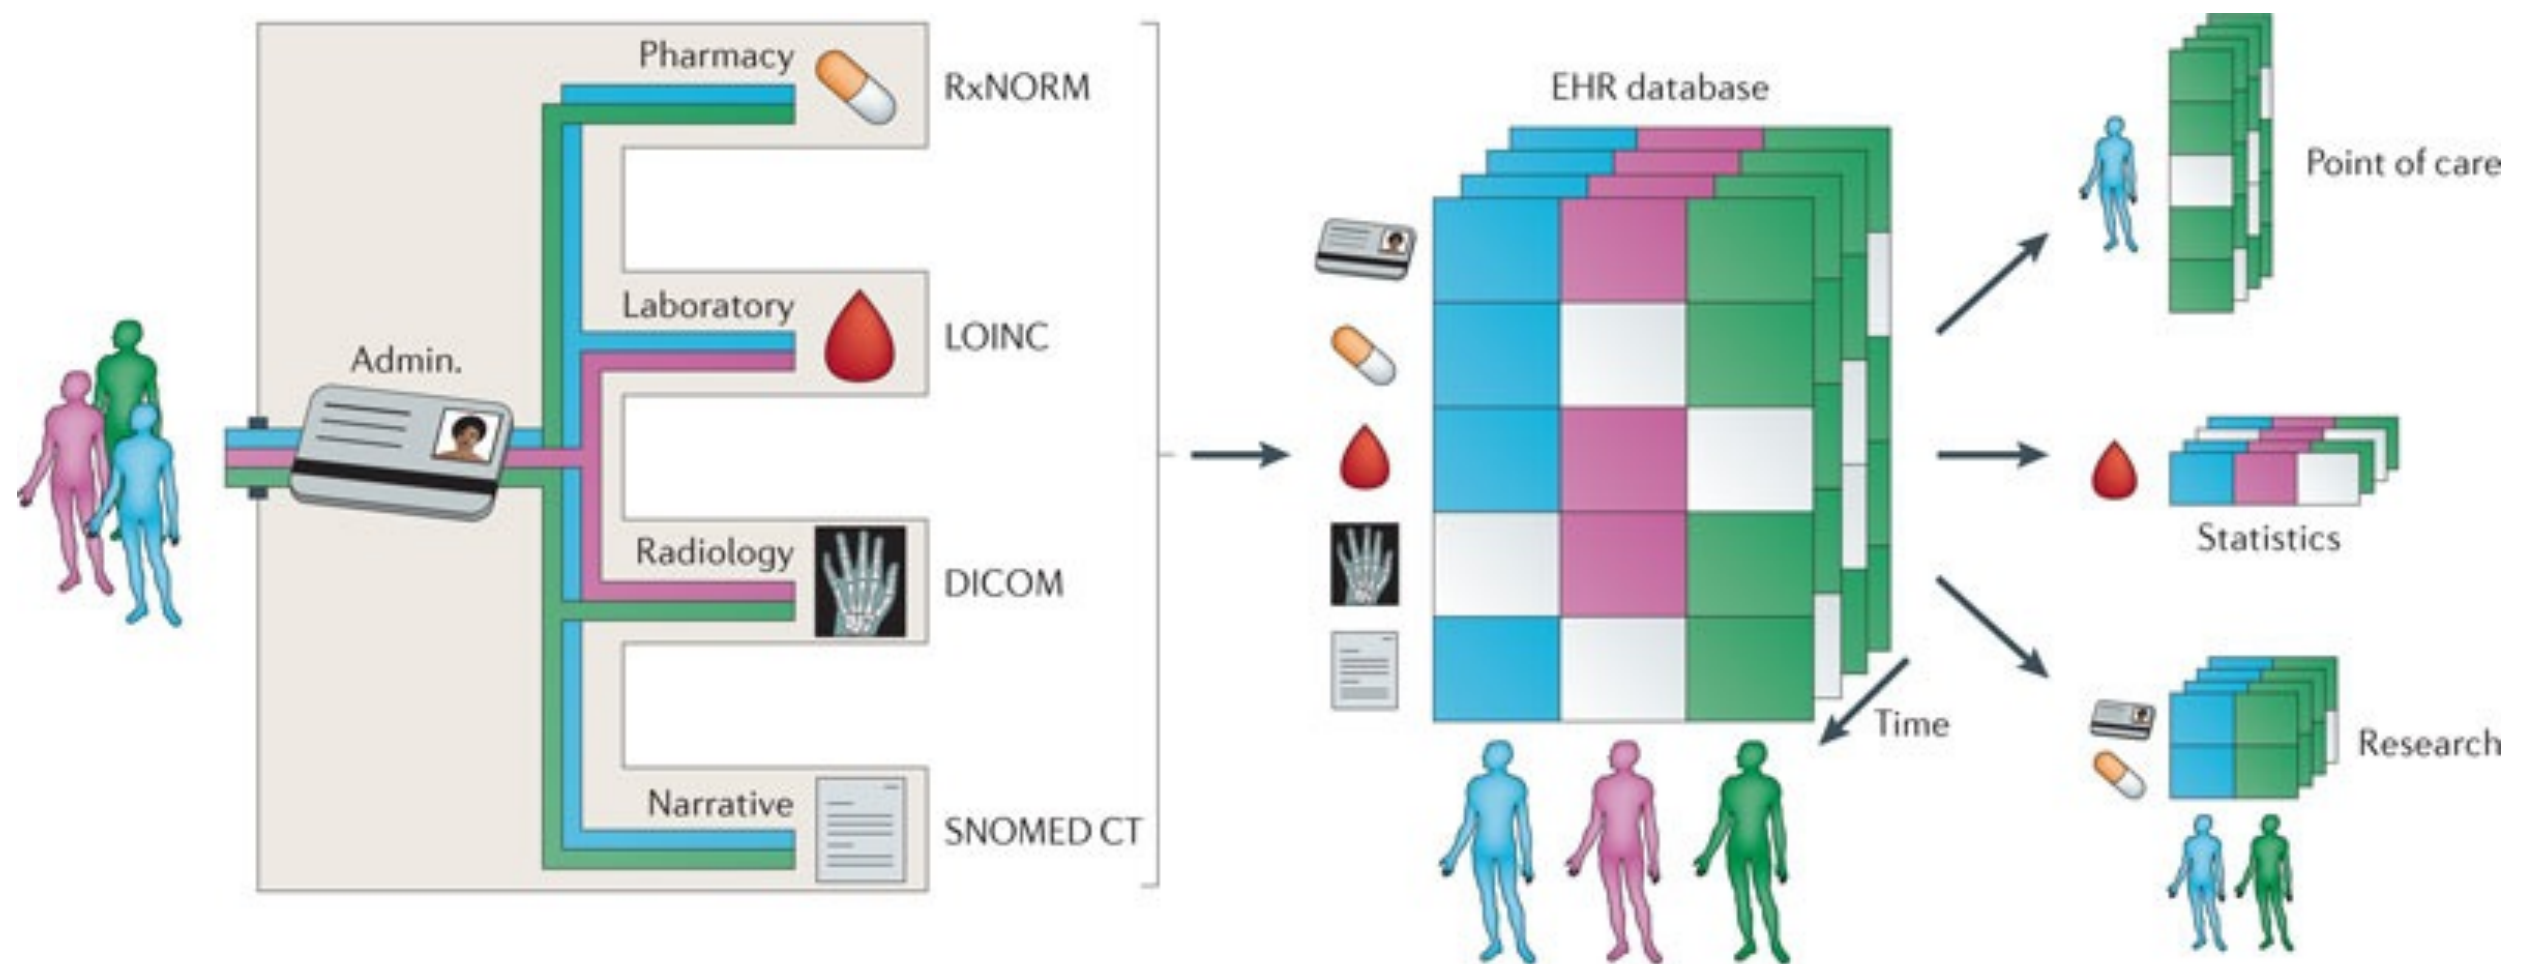 Pharmacy
RxNORM
Laboratory
LOINC
Admin.
Radiology
DICOM
Narrative
SNOMED CT
EHR database
Time
Point of care
Statistics
Research